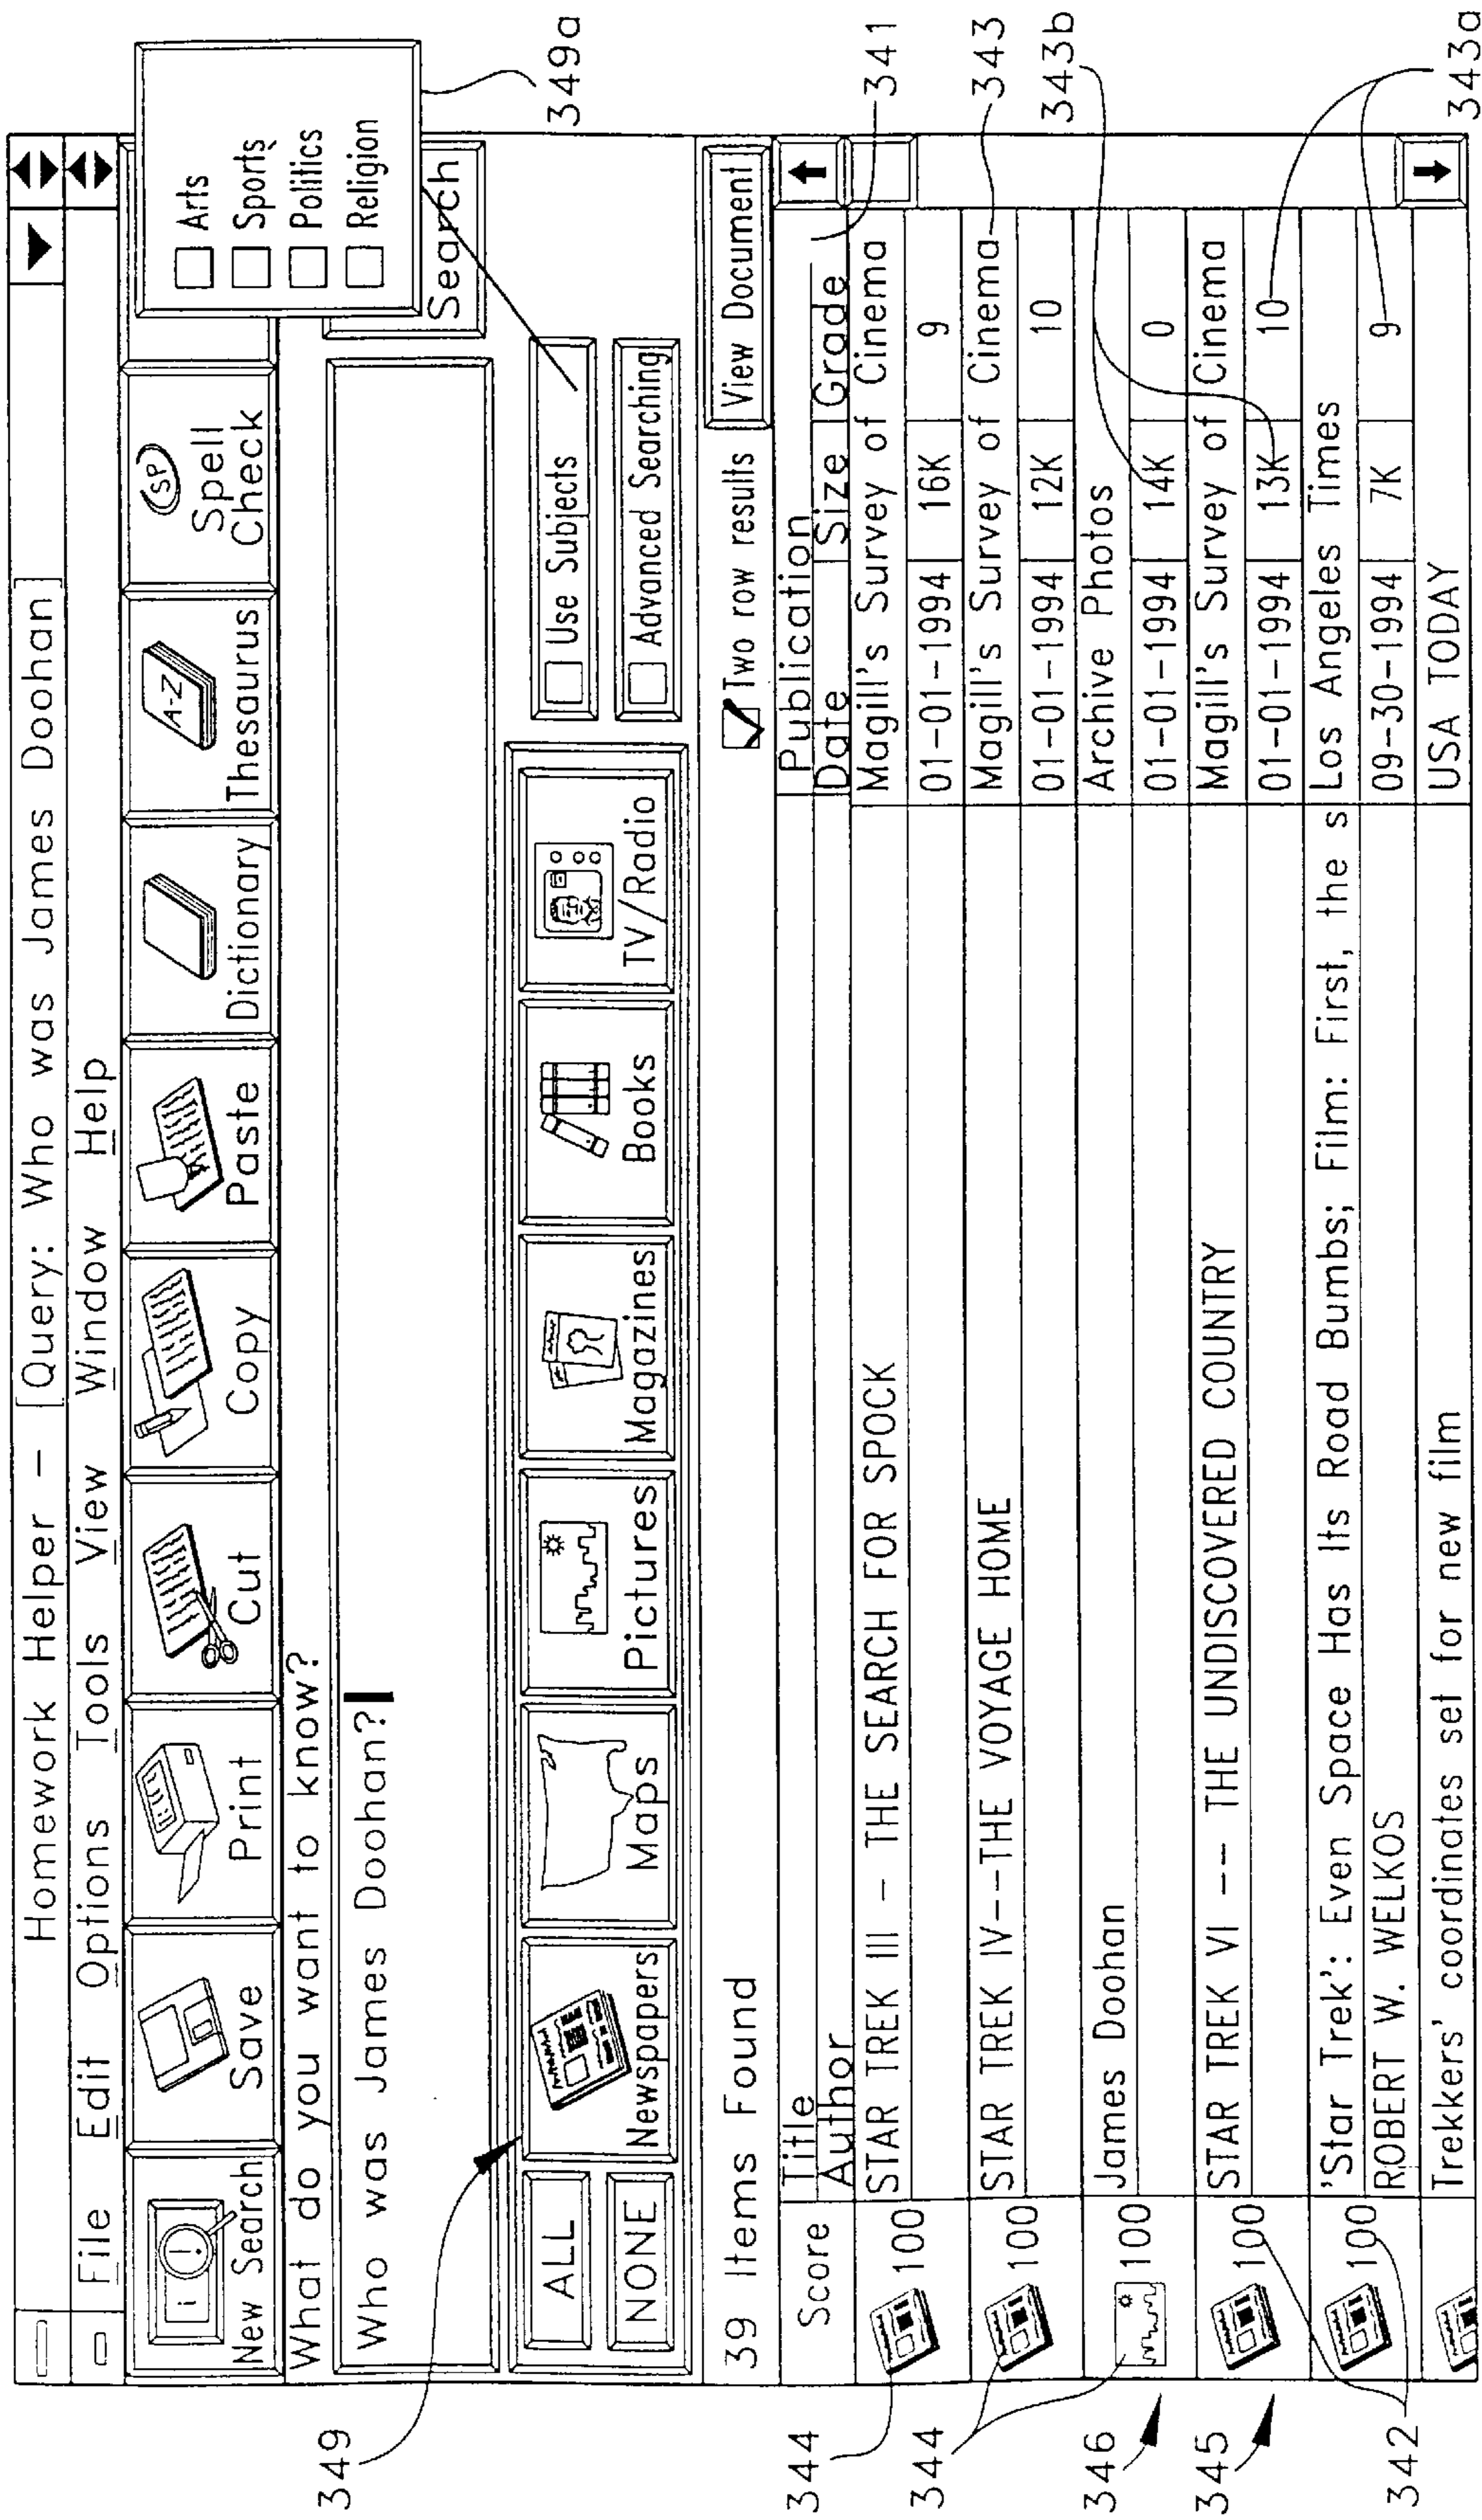 Homework Helper – [Query: Who was James Doohan]
File Edit Options Tools View Window Help
New Search Save Print Cut Copy Paste Dictionary Thesaurus Spell Check
SP
A-Z
Arts
Sports
Politics
Religion
349a
What do you want to know?
Who was James Doohan?
Search
349
ALL
NONE
Newspapers Maps Pictures Magazines Books TV/Radio
Use Subjects
Advanced Searching
39 Items Found Two row results View Document
Score Title Publication
Author Date Size Grade
341
344 100 STAR TREK III – THE SEARCH FOR SPOCK Magill's Survey of Cinema
01-01-1994 16K 9
344 100 STAR TREK IV--THE VOYAGE HOME Magill's Survey of Cinema 343
01-01-1994 12K 10
346 100 James Doohan Archive Photos 343b
01-01-1994 14K 0
345 100 STAR TREK VI -- THE UNDISCOVERED COUNTRY Magill's Survey of Cinema
01-01-1994 13K 10
342 100 'Star Trek': Even Space Has Its Road Bumbs; Film: First, the s Los Angeles Times
ROBERT W. WELKOS 09-30-1994 7K 9
343a
Trekkers' coordinates set for new film USA TODAY